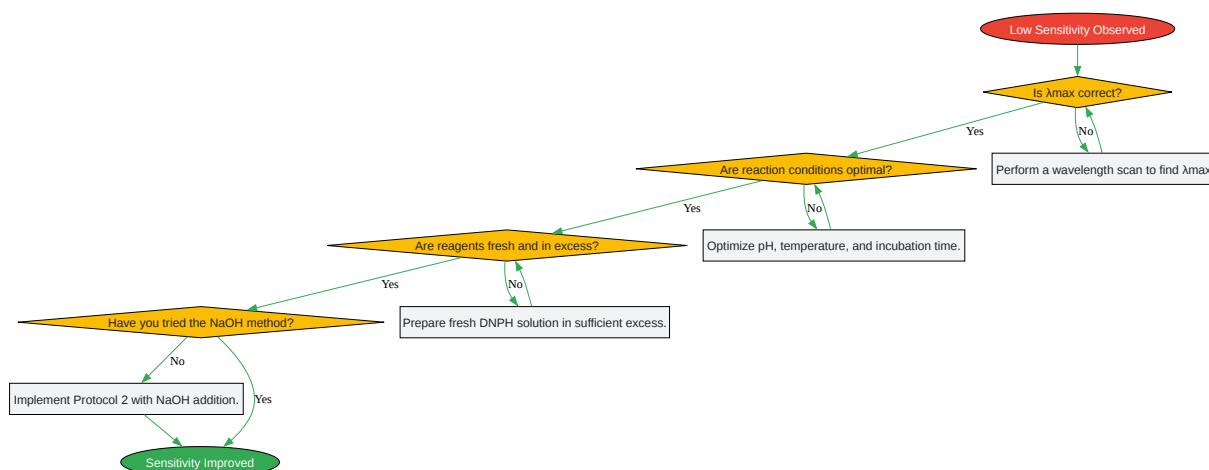 Low Sensitivity Observed
Is λmax correct?
Yes
No
Perform a wavelength scan to find λmax
Are reaction conditions optimal?
Yes
No
Optimize pH, temperature, and incubation time.
Are reagents fresh and in excess?
Yes
No
Prepare fresh DNPH solution in sufficient excess.
Have you tried the NaOH method?
No
Implement Protocol 2 with NaOH addition.
Yes
Sensitivity Improved